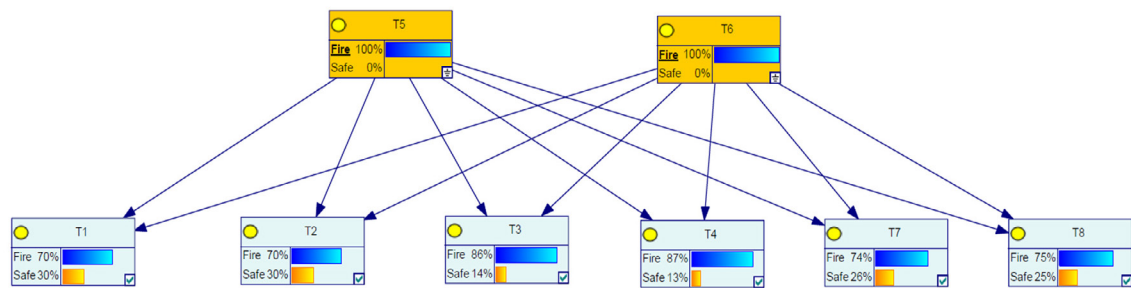 T5
Fire 100%
Safe 0%
T6
Fire 100%
Safe 0%
T1
Fire 70%
Safe 30%
T2
Fire 70%
Safe 30%
T3
Fire 86%
Safe 14%
T4
Fire 87%
Safe 13%
T7
Fire 74%
Safe 26%
T8
Fire 75%
Safe 25%